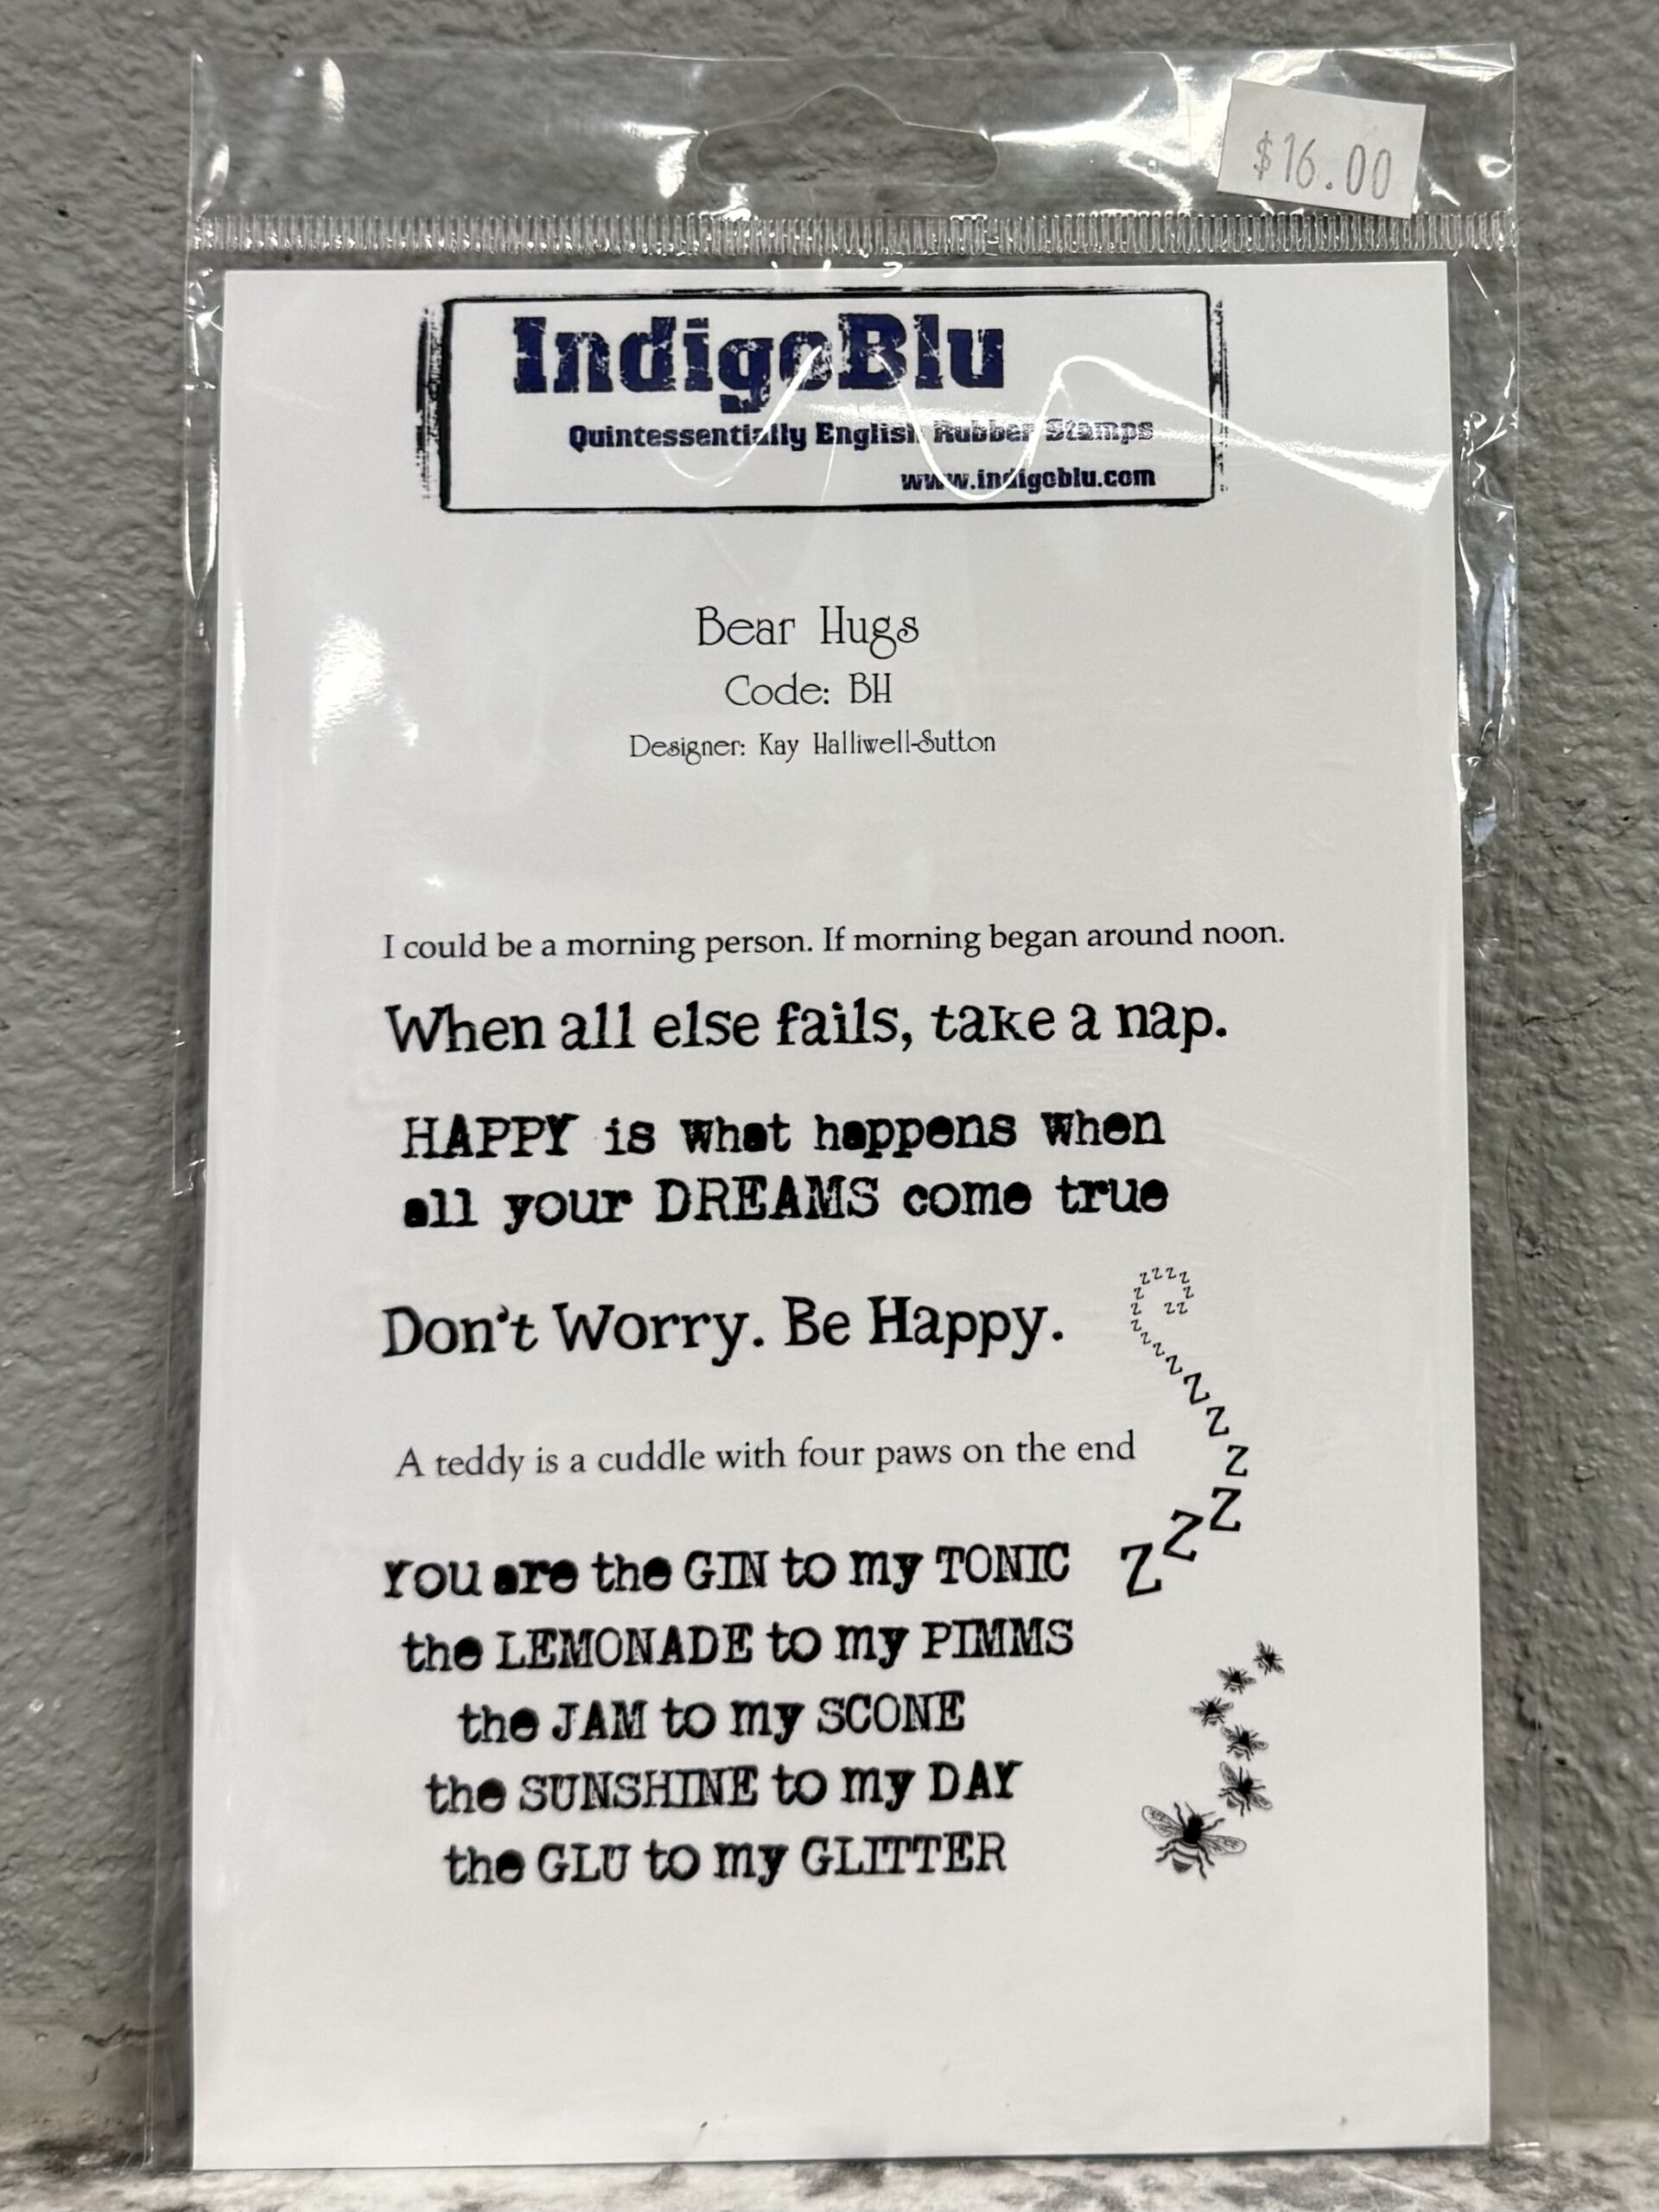 $16.00
IndigoBlu
Quintessentially English Rubber Stamps
www.indigoblu.com
Bear Hugs
Code: BH
Designer: Kay Halliwell-Sutton
I could be a morning person. If morning began around noon.
When all else fails, take a nap.
HAPPY is what happens when
all your DREAMS come true
Don't Worry. Be Happy.
zzzz
z z
z zz
z
z
z
z
z
z
z
z
z
z
z
z
A teddy is a cuddle with four paws on the end
You are the GIN to my TONIC
the LEMONADE to my PIMMS
the JAM to my SCONE
the SUNSHINE to my DAY
the GLU to my GLITTER